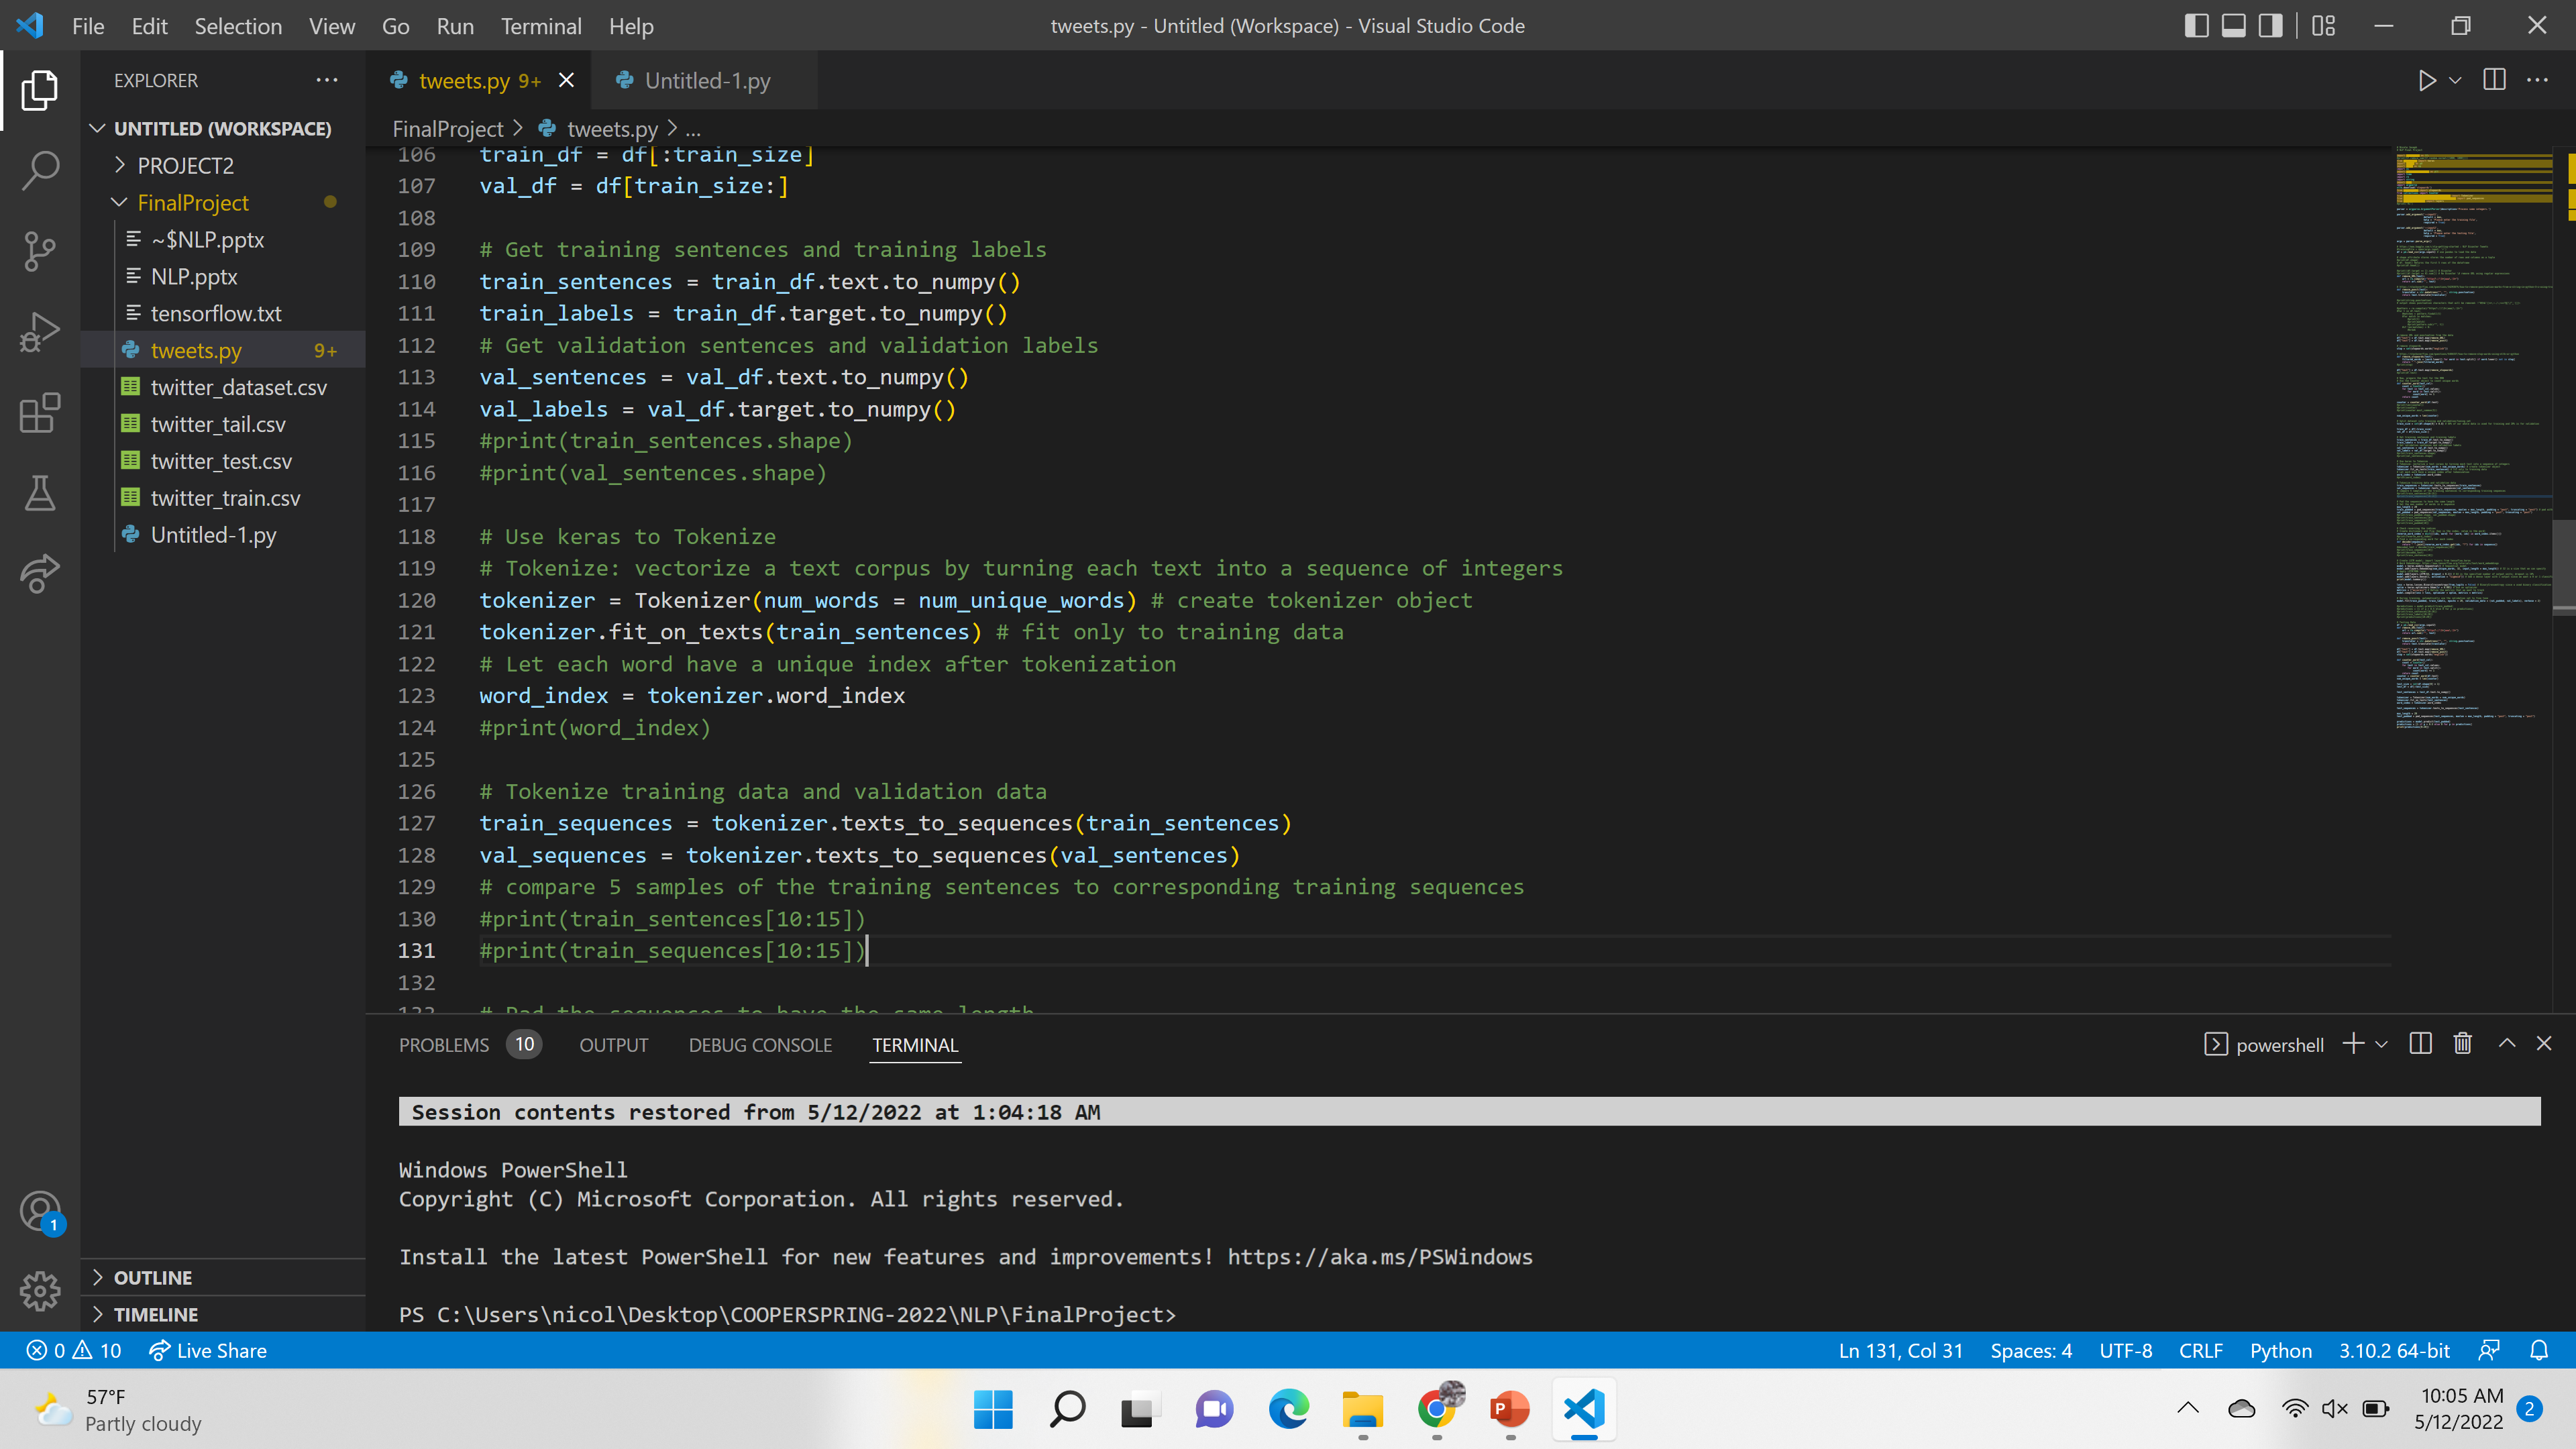 File Edit Selection View Go Run Terminal Help
tweets.py - Untitled (Workspace) - Visual Studio Code
EXPLORER
UNTITLED (WORKSPACE)
PROJECT2
FinalProject
~$NLP.pptx
NLP.pptx
tensorflow.txt
tweets.py 9+
twitter_dataset.csv
twitter_tail.csv
twitter_test.csv
twitter_train.csv
Untitled-1.py
OUTLINE
TIMELINE
tweets.py 9+
Untitled-1.py
FinalProject > tweets.py > ...
106 train_df = df[:train_size]
107 val_df = df[train_size:]
108
109 # Get training sentences and training labels
110 train_sentences = train_df.text.to_numpy()
111 train_labels = train_df.target.to_numpy()
112 # Get validation sentences and validation labels
113 val_sentences = val_df.text.to_numpy()
114 val_labels = val_df.target.to_numpy()
115 #print(train_sentences.shape)
116 #print(val_sentences.shape)
117
118 # Use keras to Tokenize
119 # Tokenize: vectorize a text corpus by turning each text into a sequence of integers
120 tokenizer = Tokenizer(num_words = num_unique_words) # create tokenizer object
121 tokenizer.fit_on_texts(train_sentences) # fit only to training data
122 # Let each word have a unique index after tokenization
123 word_index = tokenizer.word_index
124 #print(word_index)
125
126 # Tokenize training data and validation data
127 train_sequences = tokenizer.texts_to_sequences(train_sentences)
128 val_sequences = tokenizer.texts_to_sequences(val_sentences)
129 # compare 5 samples of the training sentences to corresponding training sequences
130 #print(train_sentences[10:15])
131 #print(train_sequences[10:15])
132
133 # Pad the sequences to have the same length
PROBLEMS 10 OUTPUT DEBUG CONSOLE TERMINAL
powershell
Session contents restored from 5/12/2022 at 1:04:18 AM
Windows PowerShell
Copyright (C) Microsoft Corporation. All rights reserved.
Install the latest PowerShell for new features and improvements! https://aka.ms/PSWindows
PS C:\Users\nicol\Desktop\COOPERSPRING-2022\NLP\FinalProject>
1
0 10 Live Share
Ln 131, Col 31 Spaces: 4 UTF-8 CRLF Python 3.10.2 64-bit
57°F
Partly cloudy
10:05 AM
5/12/2022
2